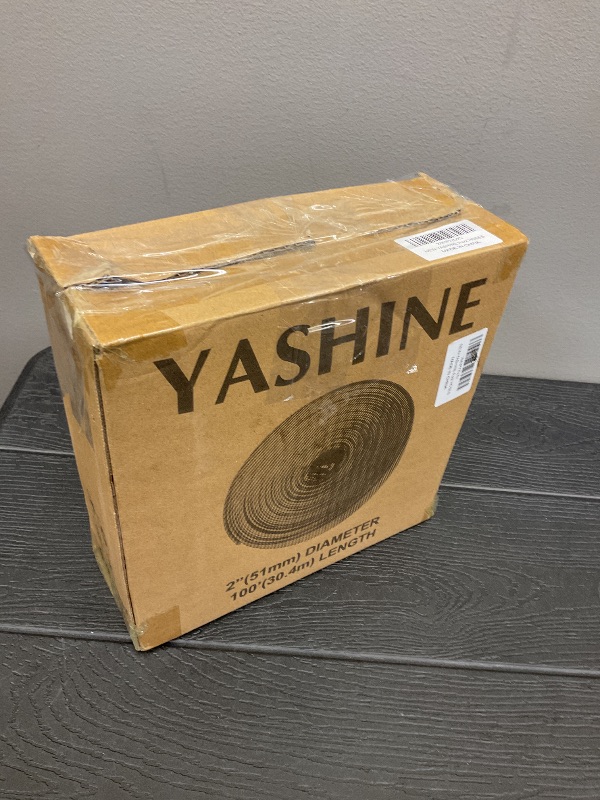 YASHINE
2"(51mm) DIAMETER
100'(30.4m) LENGTH